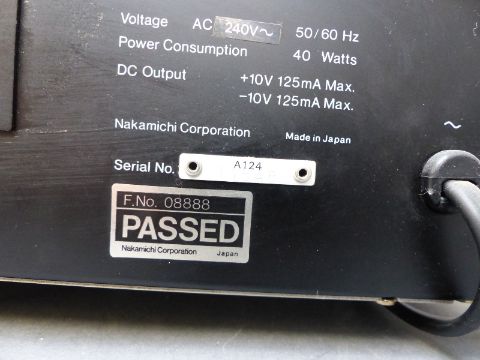 Voltage AC 240V~ 50/60 Hz
Power Consumption 40 Watts
DC Output +10V 125mA Max.
−10V 125mA Max.
Nakamichi Corporation Made in Japan
~
Serial No. A124
F.No. 08888
PASSED
Nakamichi Corporation Japan